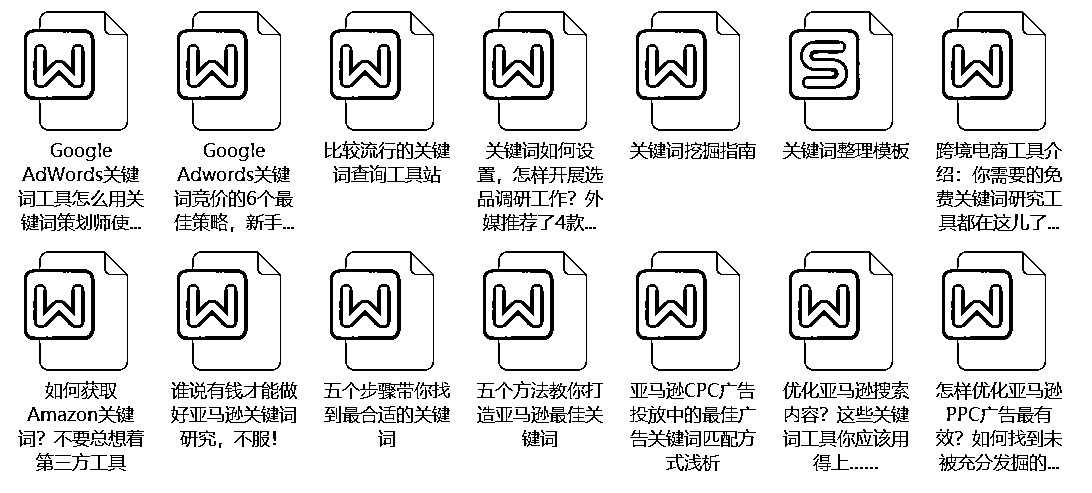 Google
AdWords关键
词工具怎么用关
键词策划师使...
Google
Adwords关键
词竞价的6个最
佳策略，新手...
比较流行的关键
词查询工具站
关键词如何设
置，怎样开展选
品调研工作？外
媒推荐了4款...
关键词挖掘指南
关键词整理模板
跨境电商工具介
绍：你需要的免
费关键词研究工
具都在这儿了...
如何获取
Amazon关键
词？不要总想着
第三方工具
谁说有钱才能做
好亚马逊关键词
研究，不服！
五个步骤带你找
到最合适的关键
词
五个方法教你打
造亚马逊最佳关
键词
亚马逊CPC广告
投放中的最佳广
告关键词匹配方
式浅析
优化亚马逊搜索
内容？这些关键
词工具你应该用
得上......
怎样优化亚马逊
PPC广告最有
效？如何找到未
被充分发掘的...